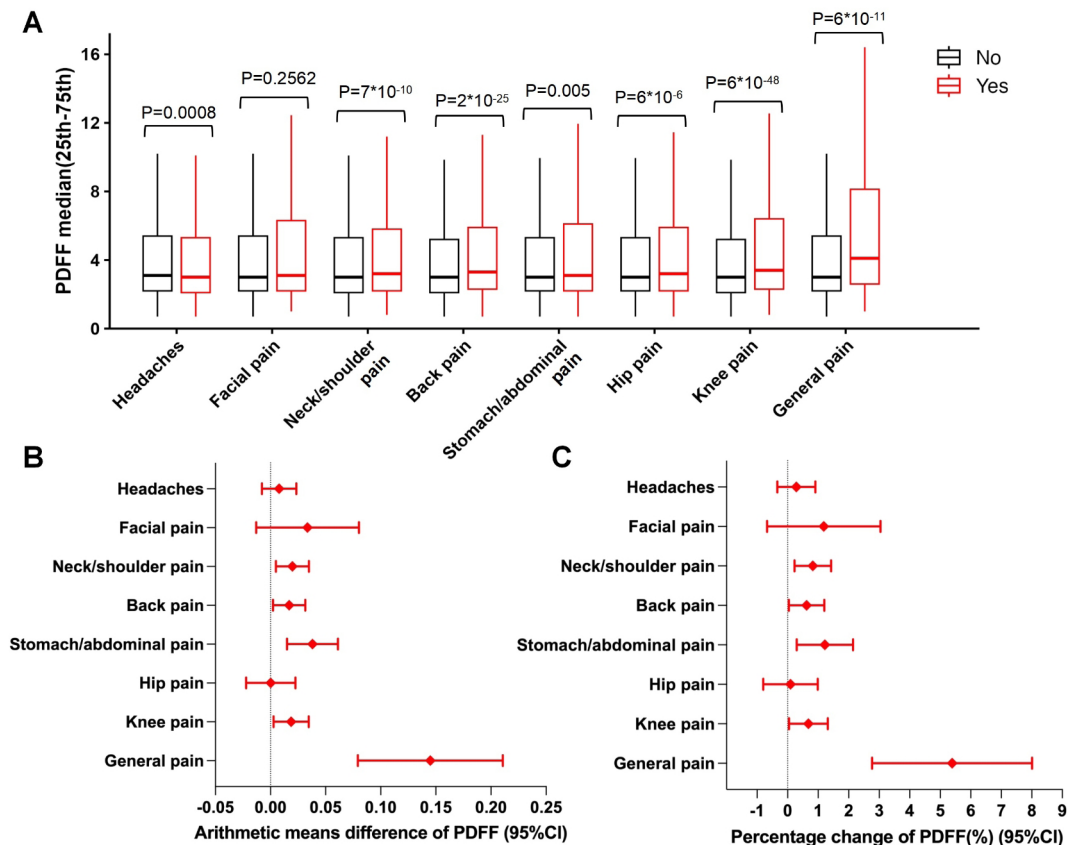 A
PDFF median(25th-75th)
16
12
8
4
0
P=0.0008
P=0.2562
P=7*10⁻¹⁰
P=2*10⁻²⁵
P=0.005
P=6*10⁻⁶
P=6*10⁻⁴⁸
P=6*10⁻¹¹
No
Yes
Headaches
Facial pain
Neck/shoulder
pain
Back pain
Stomach/abdominal
pain
Hip pain
Knee pain
General pain
B
Headaches
Facial pain
Neck/shoulder pain
Back pain
Stomach/abdominal pain
Hip pain
Knee pain
General pain
-0.05 0.00 0.05 0.10 0.15 0.20 0.25
Arithmetic means difference of PDFF (95%CI)
C
Headaches
Facial pain
Neck/shoulder pain
Back pain
Stomach/abdominal pain
Hip pain
Knee pain
General pain
-1 0 1 2 3 4 5 6 7 8 9
Percentage change of PDFF(%) (95%CI)